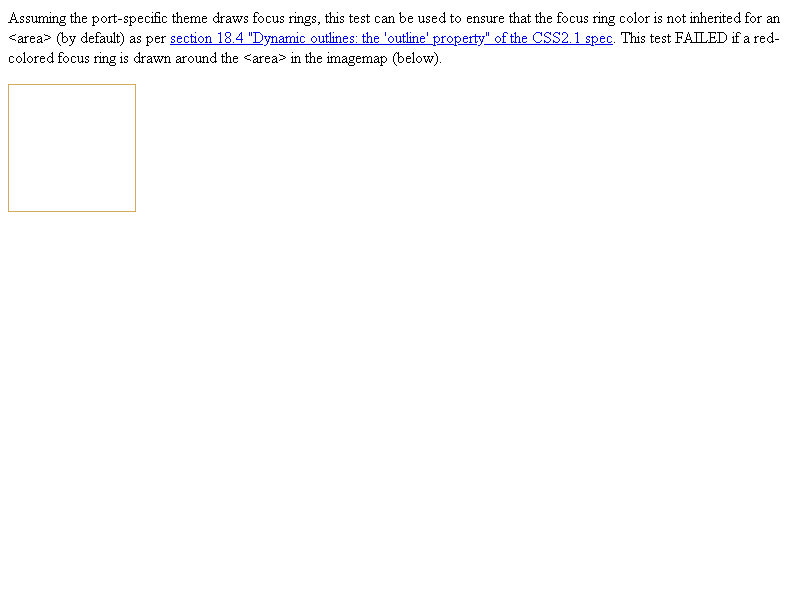 Assuming the port-specific theme draws focus rings, this test can be used to ensure that the focus ring color is not inherited for an
<area> (by default) as per section 18.4 "Dynamic outlines: the 'outline' property" of the CSS2.1 spec. This test FAILED if a red-
colored focus ring is drawn around the <area> in the imagemap (below).